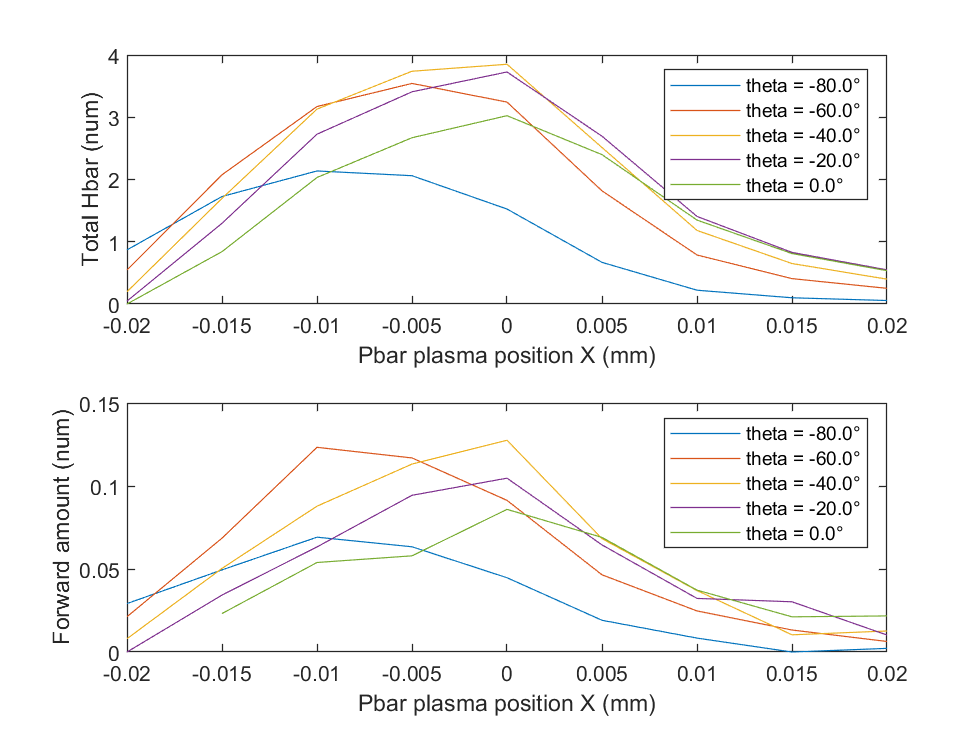 Total Hbar (num)
4
3
2
1
0
theta = -80.0°
theta = -60.0°
theta = -40.0°
theta = -20.0°
theta = 0.0°
-0.02 -0.015 -0.01 -0.005 0 0.005 0.01 0.015 0.02
Pbar plasma position X (mm)
Forward amount (num)
0.15
0.1
0.05
0
theta = -80.0°
theta = -60.0°
theta = -40.0°
theta = -20.0°
theta = 0.0°
-0.02 -0.015 -0.01 -0.005 0 0.005 0.01 0.015 0.02
Pbar plasma position X (mm)